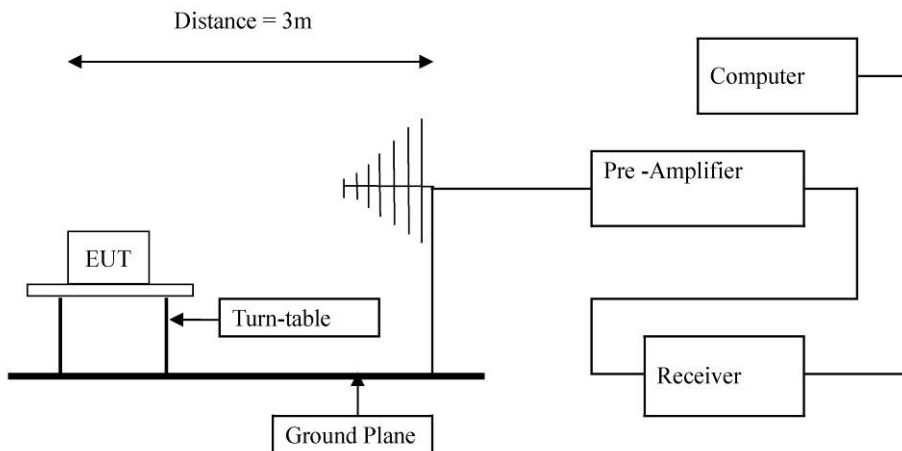 Distance = 3m
Computer
Pre -Amplifier
EUT
Turn-table
Receiver
Ground Plane